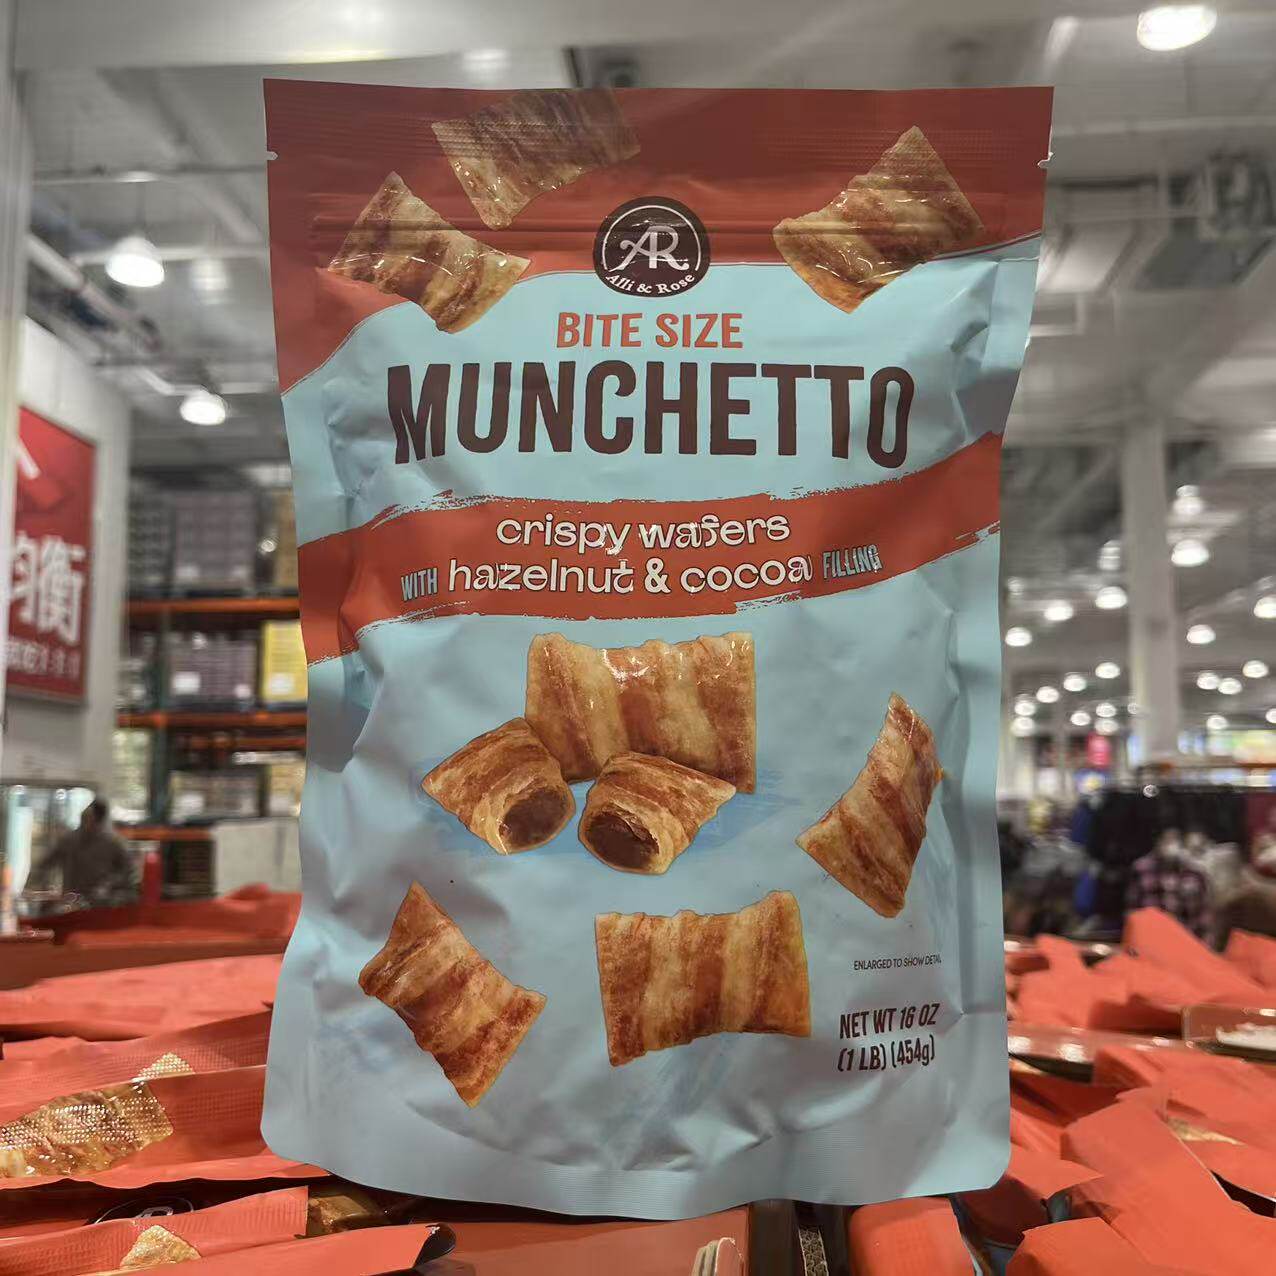 AR
Alli & Rose
BITE SIZE
MUNCHETTO
crispy wafers
WITH hazelnut & cocoa FILLING
ENLARGED TO SHOW DETAIL
NET WT 16 OZ
(1 LB) (454g)
衡